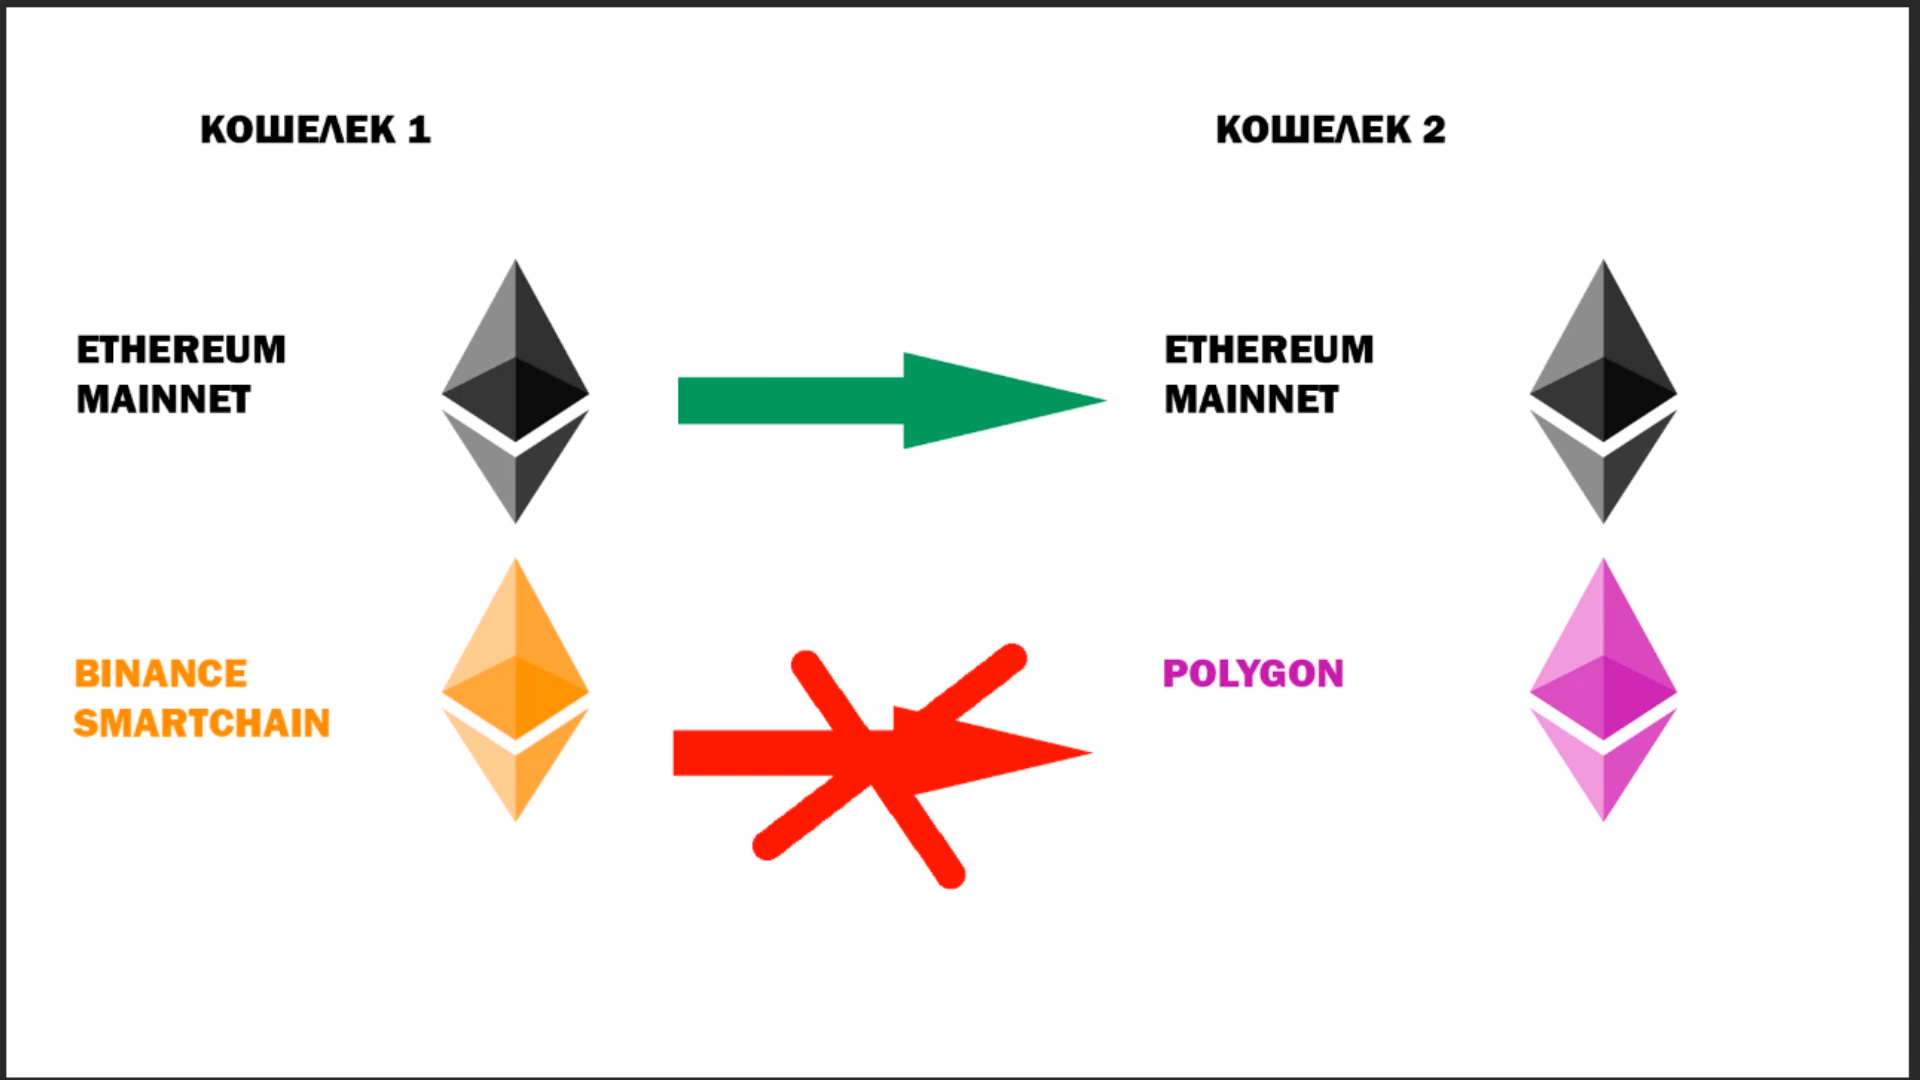 КОШЕЛЕК 1
КОШЕЛЕК 2
ETHEREUM
MAINNET
ETHEREUM
MAINNET
BINANCE
SMARTCHAIN
POLYGON